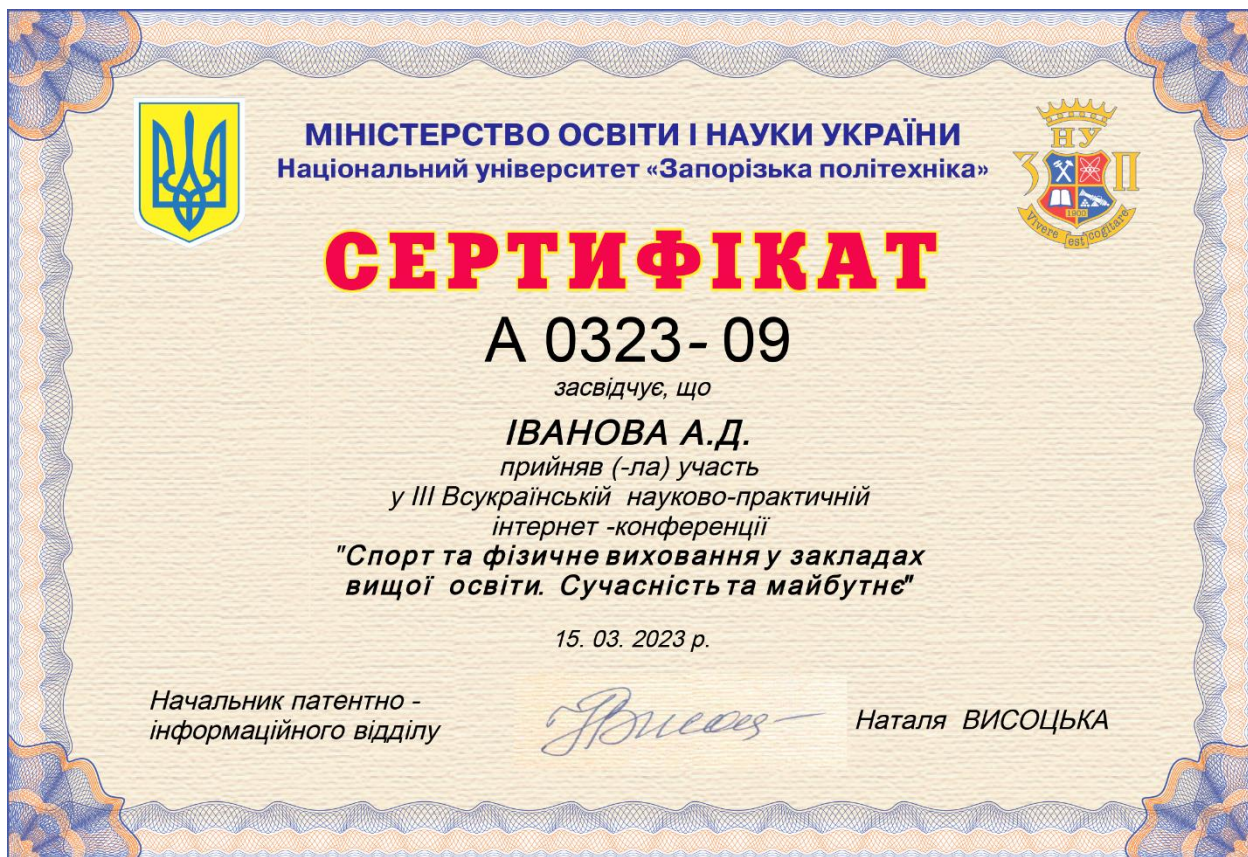 МІНІСТЕРСТВО ОСВІТИ І НАУКИ УКРАЇНИ
Національний університет «Запорізька політехніка»
НУ
З П
1900
Vivere est cogitare
СЕРТИФІКАТ
А 0323- 09
засвідчує, що
ІВАНОВА А.Д.
прийняв (-ла) участь
у ІІІ Всукраїнській науково-практичній
інтернет -конференції
"Спорт та фізичне виховання у закладах
вищої освіти. Сучасність та майбутнє"
15. 03. 2023 р.
Начальник патентно -
інформаційного відділу
Наталя ВИСОЦЬКА